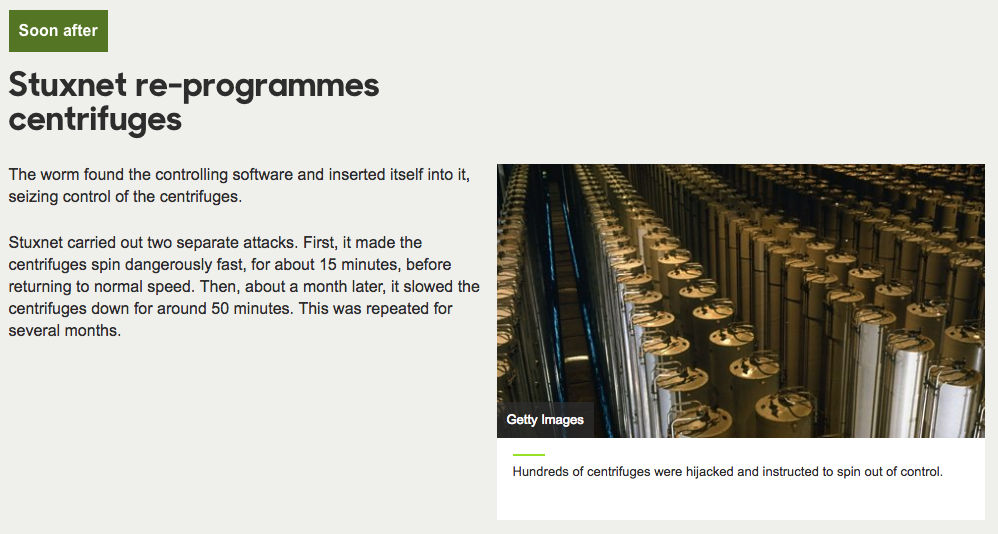 Soon after
Stuxnet re-programmes
centrifuges
The worm found the controlling software and inserted itself into it,
seizing control of the centrifuges.
Stuxnet carried out two separate attacks. First, it made the
centrifuges spin dangerously fast, for about 15 minutes, before
returning to normal speed. Then, about a month later, it slowed the
centrifuges down for around 50 minutes. This was repeated for
several months.
Getty Images
Hundreds of centrifuges were hijacked and instructed to spin out of control.